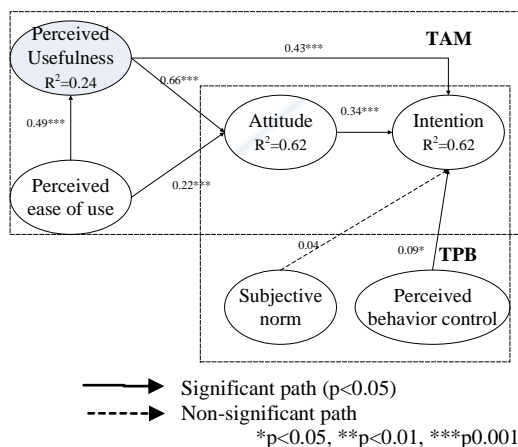 Perceived
Usefulness
R²=0.24
0.43***
TAM
0.66***
0.49***
Attitude
R²=0.62
0.34***
Intention
R²=0.62
Perceived
ease of use
0.22***
0.04
0.09*
TPB
Subjective
norm
Perceived
behavior control
Significant path (p<0.05)
Non-significant path
*p<0.05, **p<0.01, ***p0.001